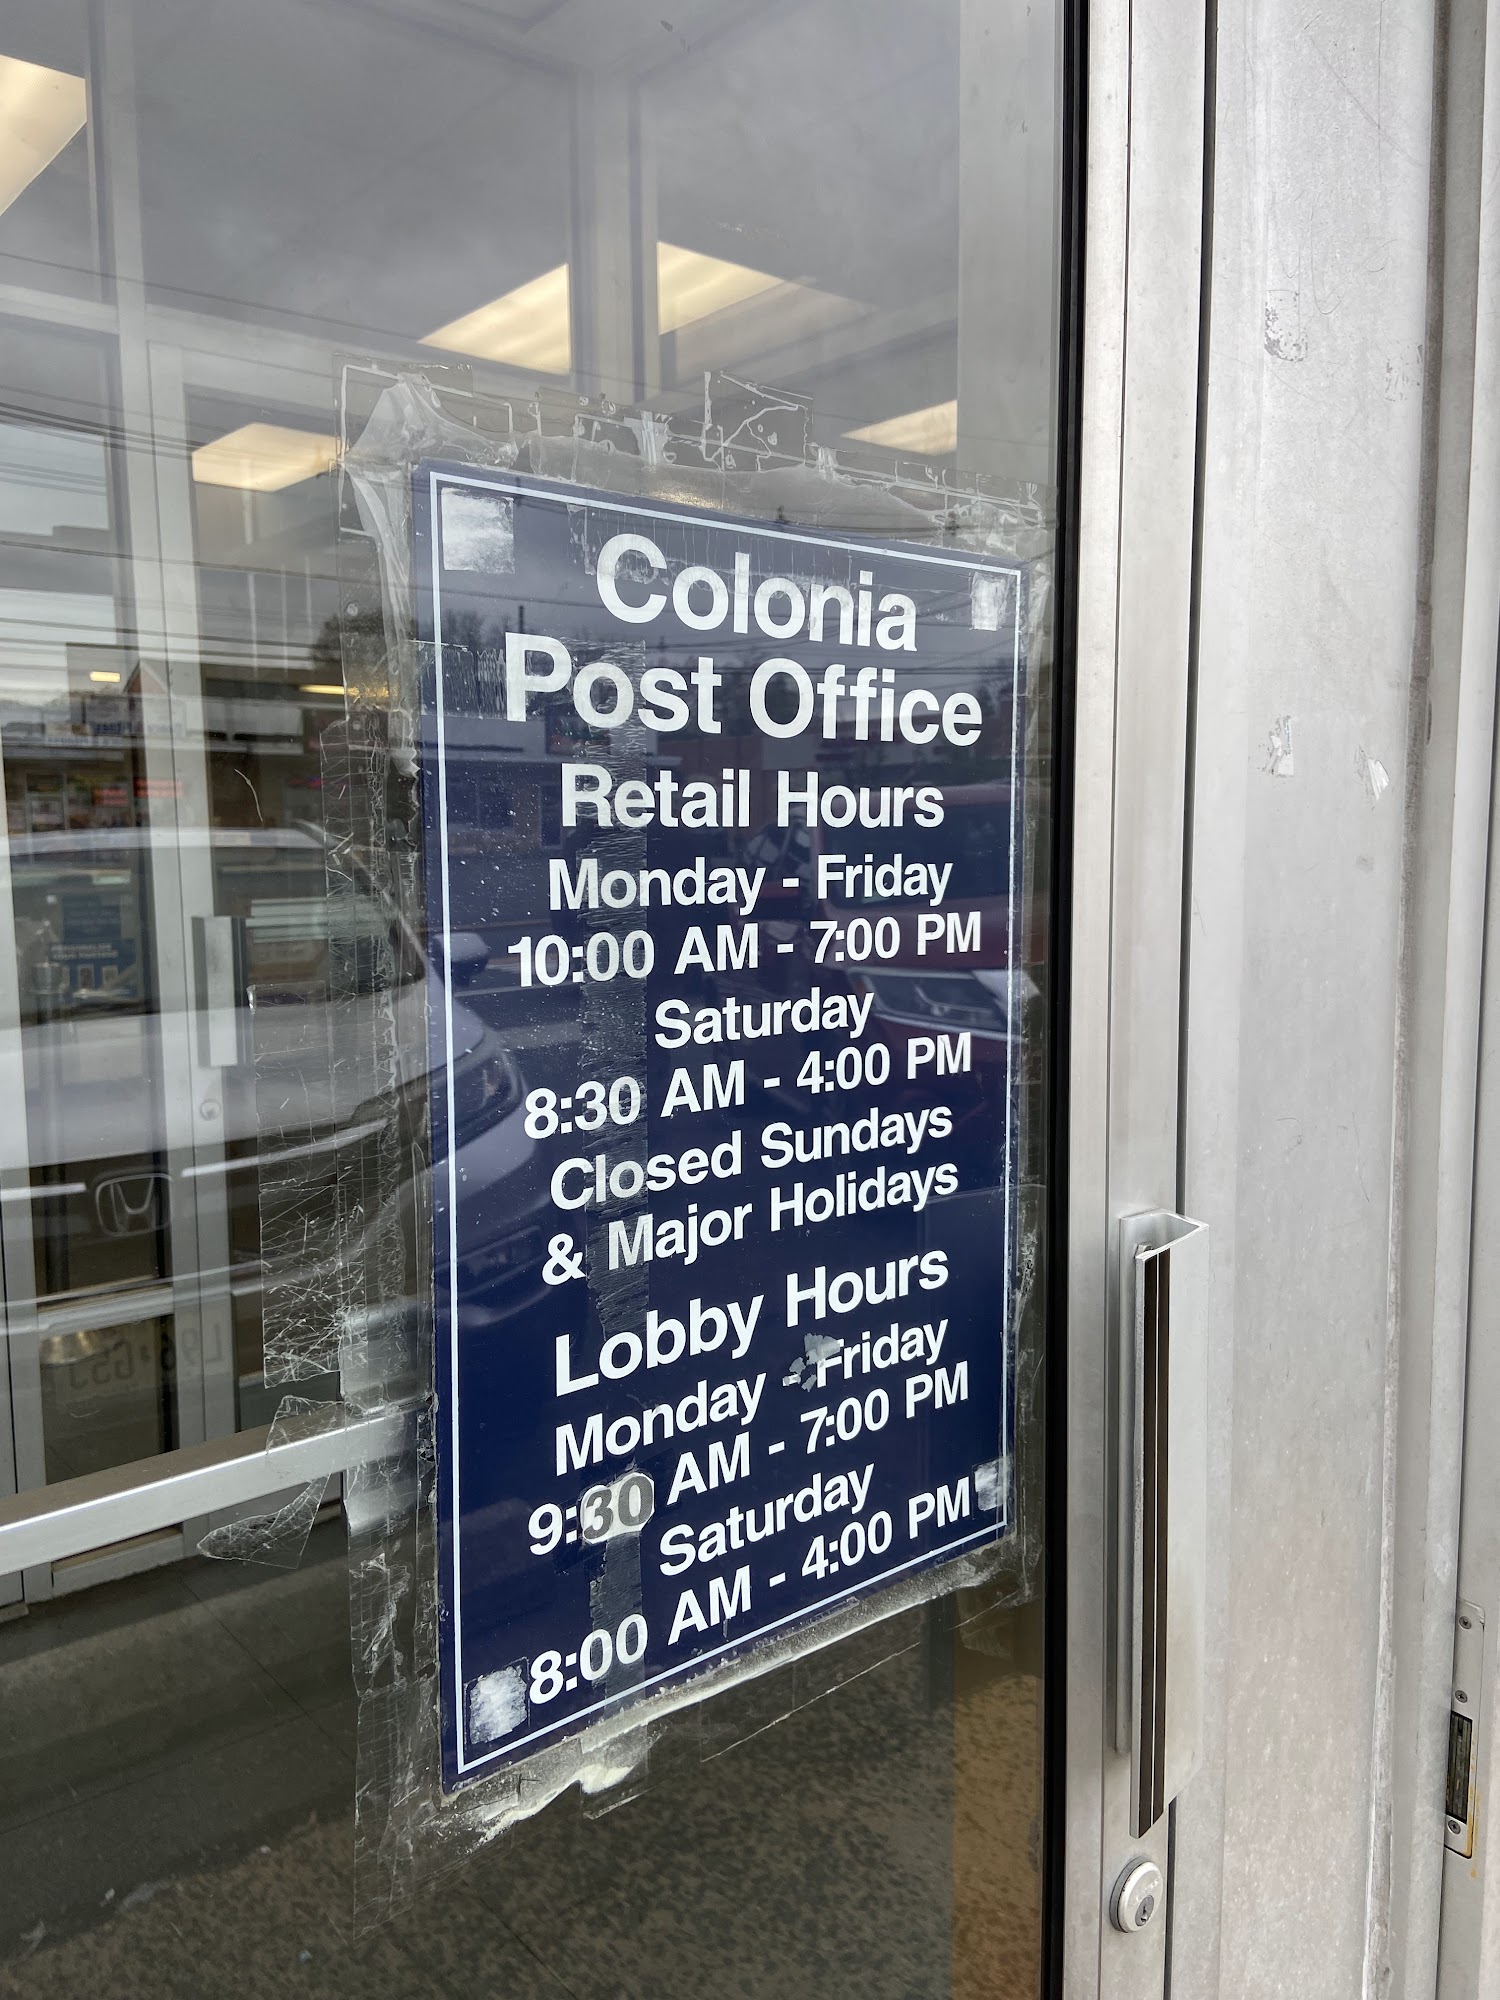 Colonia
Post Office
Retail Hours
Monday - Friday
10:00 AM - 7:00 PM
Saturday
8:30 AM - 4:00 PM
Closed Sundays
& Major Holidays
Lobby Hours
Monday - Friday
9:30 AM - 7:00 PM
Saturday
8:00 AM - 4:00 PM